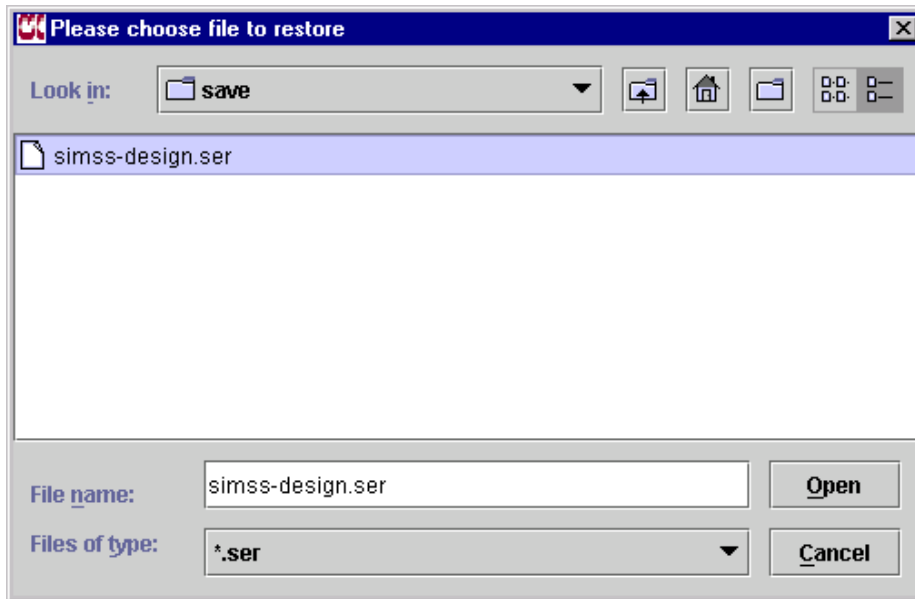 Please choose file to restore
Look in: save
simss-design.ser
File name: simss-design.ser Open
Files of type: *.ser Cancel